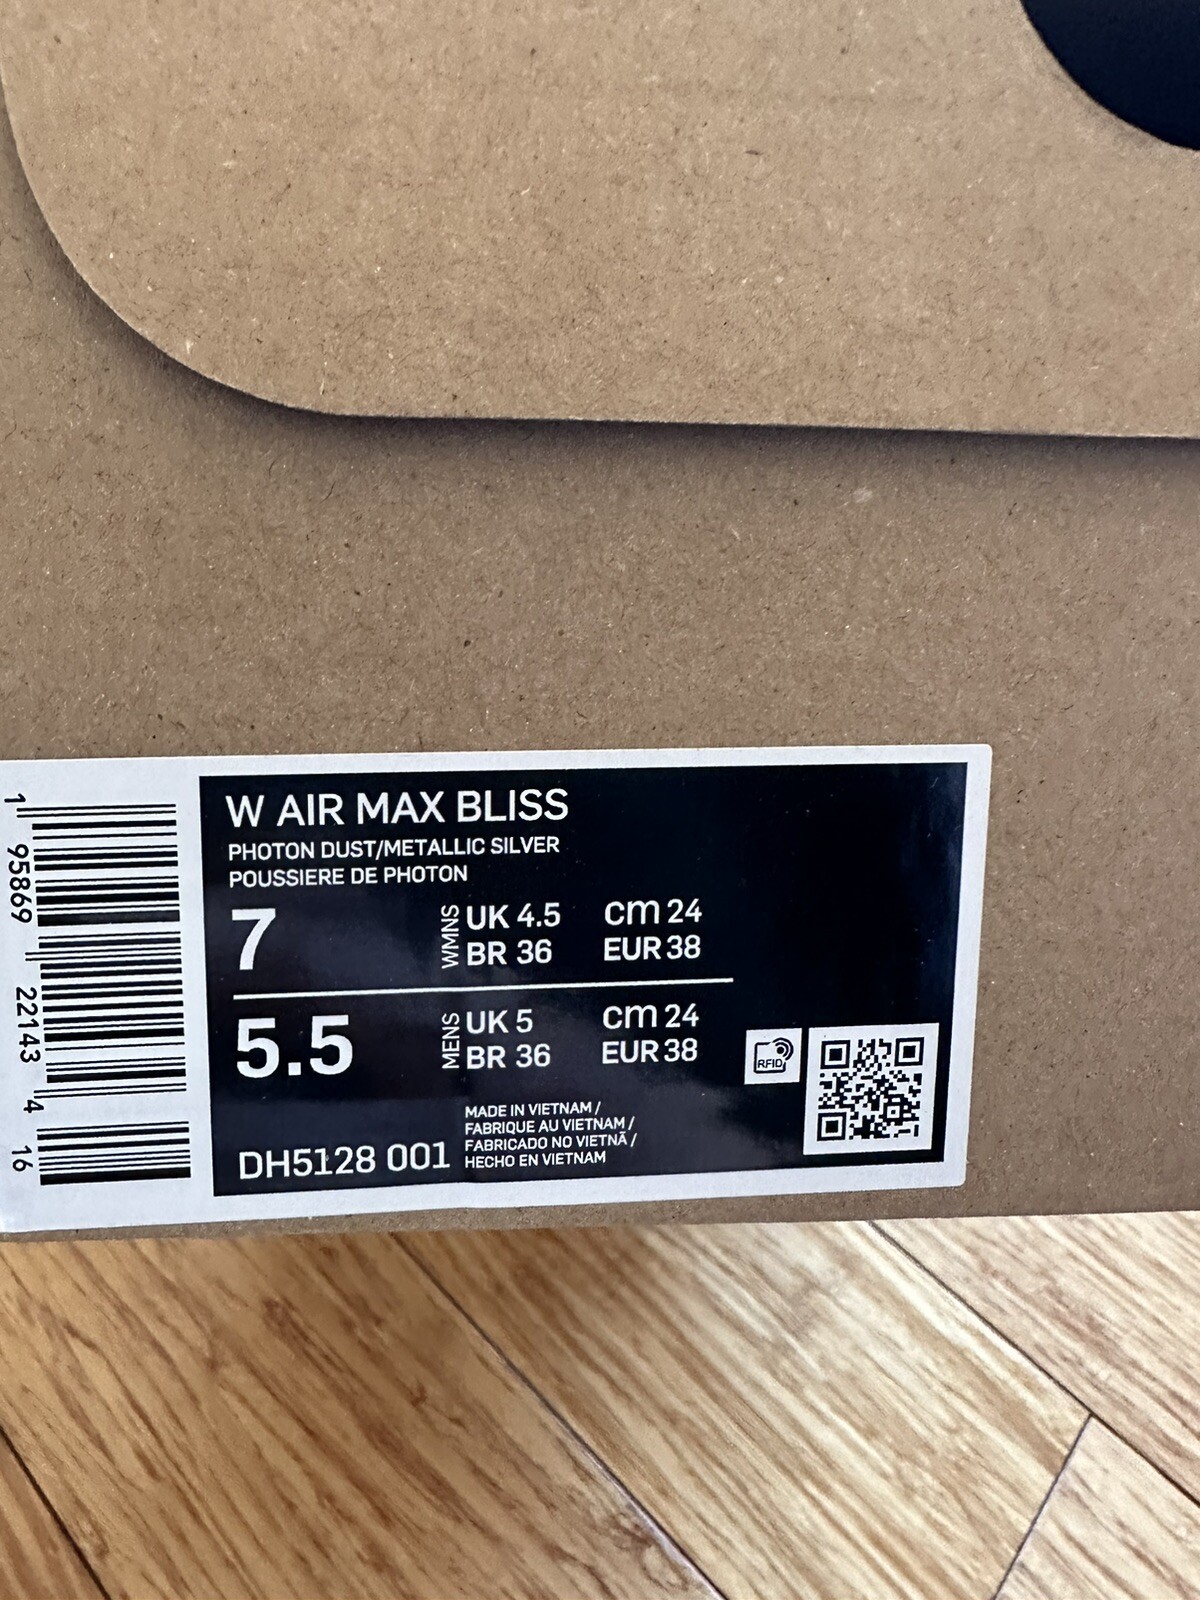 W AIR MAX BLISS
PHOTON DUST/METALLIC SILVER
POUSSIERE DE PHOTON
7 WMNS UK 4.5 cm 24
BR 36 EUR 38
5.5 MENS UK 5 cm 24
BR 36 EUR 38
DH5128 001
MADE IN VIETNAM /
FABRIQUE AU VIETNAM /
FABRICADO NO VIETNÃ /
HECHO EN VIETNAM
RFID
1 95869 22143 4 16